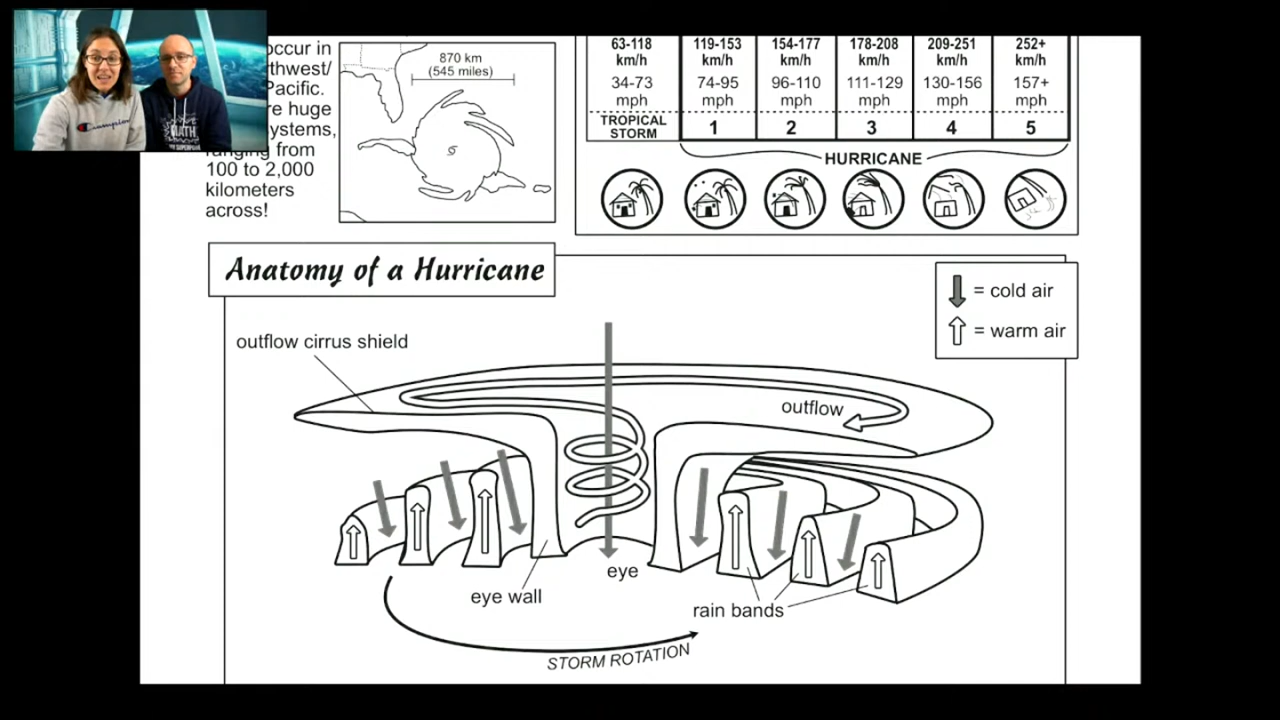 occur in
thwest/
Pacific.
re huge
ystems,
ranging from
100 to 2,000
kilometers
across!
870 km
(545 miles)
63-118 km/h 119-153 km/h 154-177 km/h 178-208 km/h 209-251 km/h 252+ km/h
34-73 mph 74-95 mph 96-110 mph 111-129 mph 130-156 mph 157+ mph
TROPICAL STORM 1 2 3 4 5
HURRICANE
Anatomy of a Hurricane
= cold air
= warm air
outflow cirrus shield
outflow
eye
eye wall
rain bands
STORM ROTATION
Champion
MATH